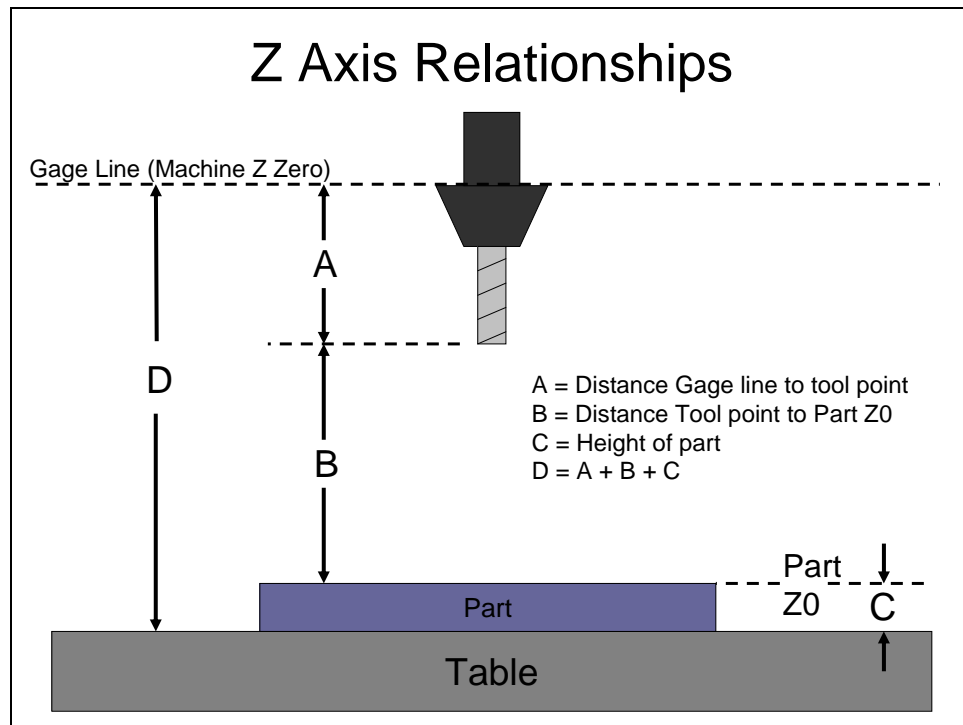 Z Axis Relationships
Gage Line (Machine Z Zero)
A
D
B
A = Distance Gage line to tool point
B = Distance Tool point to Part Z0
C = Height of part
D = A + B + C
Part
Z0
C
Part
Table